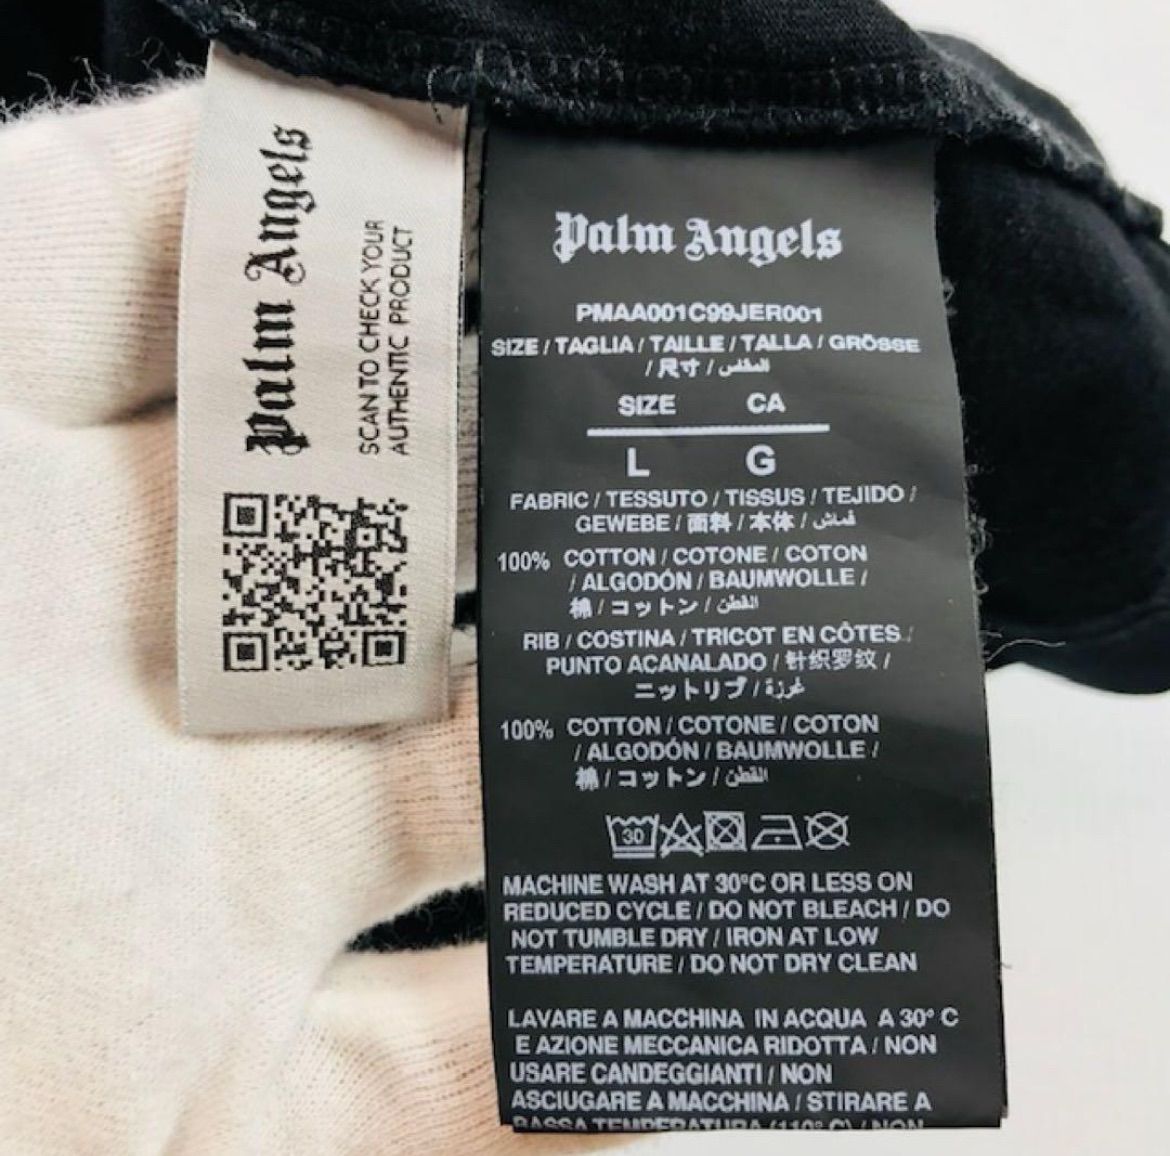 Palm Angels
SCAN TO CHECK YOUR
AUTHENTIC PRODUCT
Palm Angels
PMAA001C99JER001
SIZE / TAGLIA / TAILLE / TALLA / GRÖSSE
/ 尺寸 / المقاس
SIZE CA
L G
FABRIC / TESSUTO / TISSUS / TEJIDO /
GEWEBE / 面料 / 本体 / قماش
100% COTTON / COTONE / COTON
/ ALGODÓN / BAUMWOLLE /
棉 / コットン / القطن
RIB / COSTINA / TRICOT EN CÔTES /
PUNTO ACANALADO / 针织罗纹 /
ニットリブ / غرزة
100% COTTON / COTONE / COTON
/ ALGODÓN / BAUMWOLLE /
棉 / コットン / القطن
30
MACHINE WASH AT 30°C OR LESS ON
REDUCED CYCLE / DO NOT BLEACH / DO
NOT TUMBLE DRY / IRON AT LOW
TEMPERATURE / DO NOT DRY CLEAN
LAVARE A MACCHINA IN ACQUA A 30° C
E AZIONE MECCANICA RIDOTTA / NON
USARE CANDEGGIANTI / NON
ASCIUGARE A MACCHINA / STIRARE A
BASSA TEMPERATURA (110° C) / NON